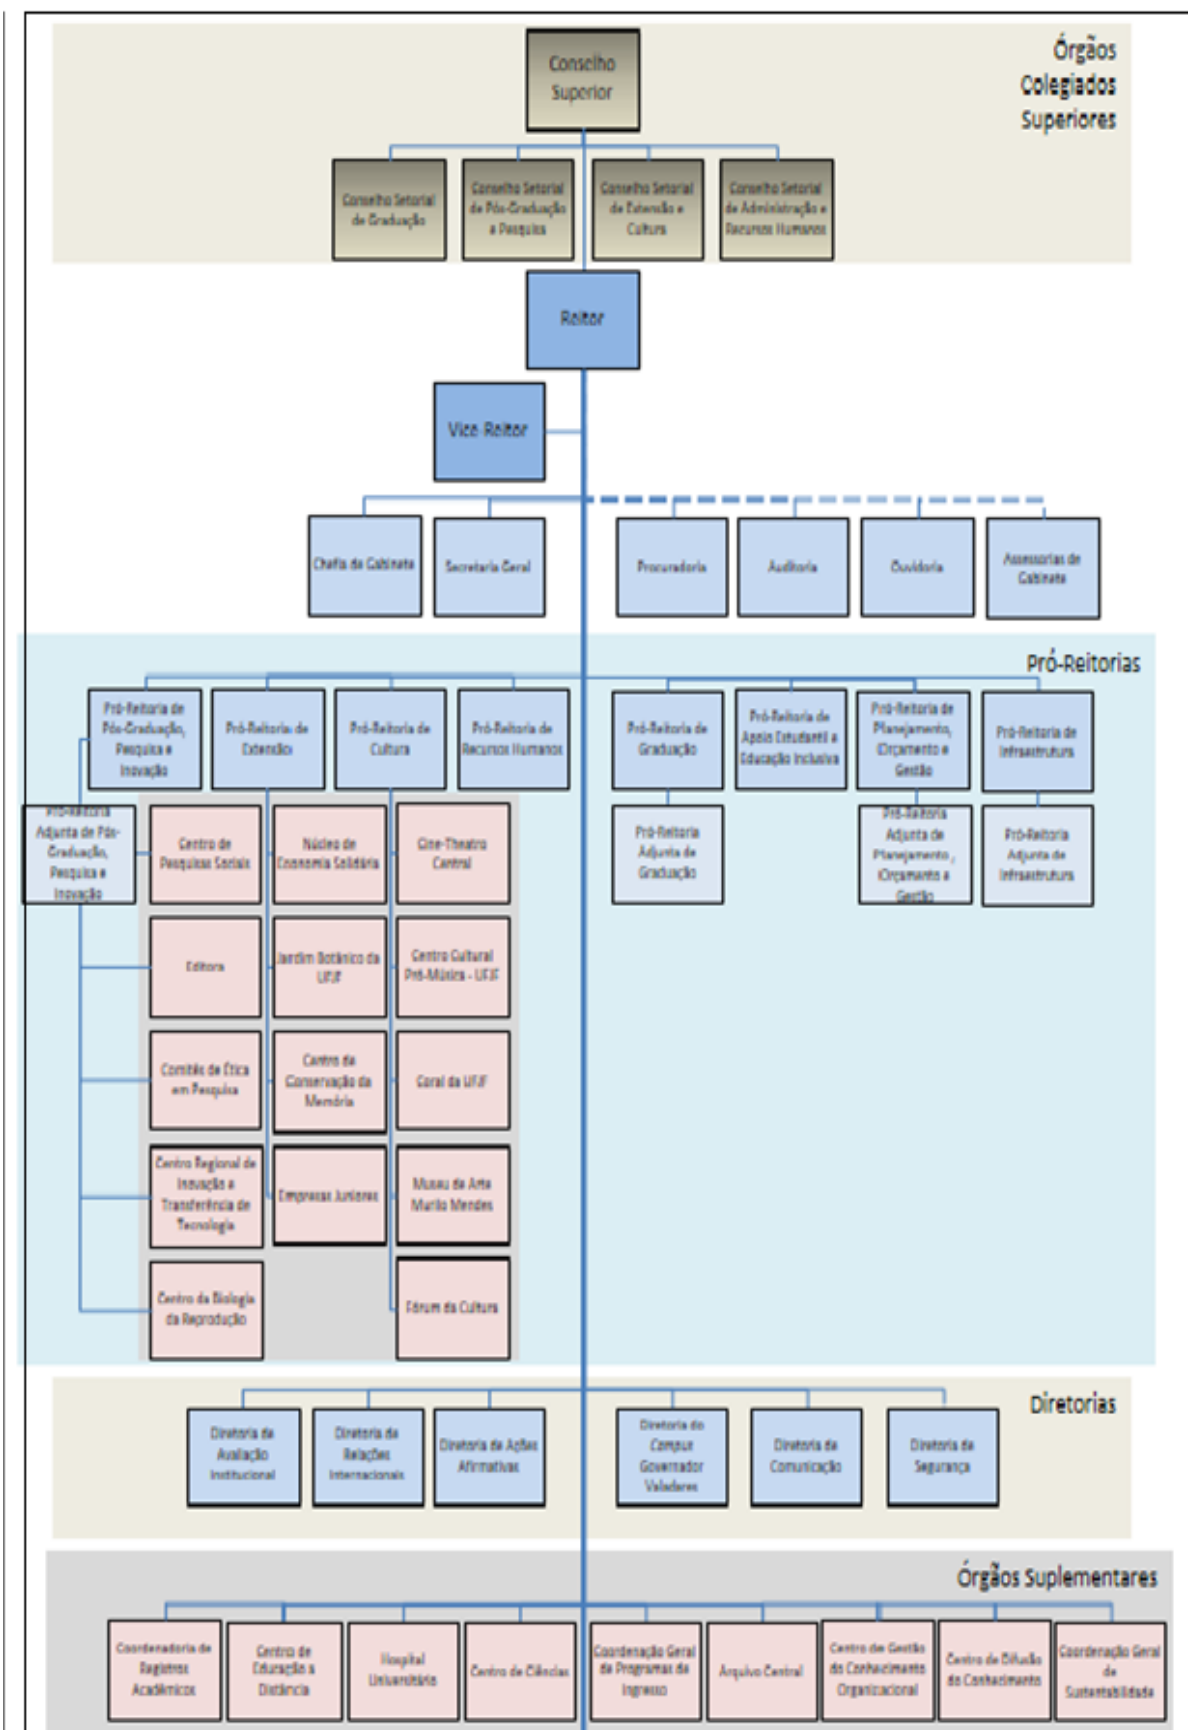 Órgãos
Colegiados
Superiores
Conselho
Superior
Conselho Setorial
de Graduação
Conselho Setorial
de Pós-Graduação
e Pesquisa
Conselho Setorial
de Extensão e
Cultura
Conselho Setorial
de Administração e
Recursos Humanos
Reitor
Vice-Reitor
Chefia de Gabinete
Secretaria Geral
Procuradoria
Auditoria
Ouvidoria
Assessorias de
Gabinete
Pró-Reitorias
Pró-Reitoria de
Pós-Graduação,
Pesquisa e
Inovação
Pró-Reitoria de
Extensão
Pró-Reitoria de
Cultura
Pró-Reitoria de
Recursos Humanos
Pró-Reitoria de
Graduação
Pró-Reitoria de
Apoio Estudantil e
Educação Inclusiva
Pró-Reitoria de
Planejamento,
Orçamento e
Gestão
Pró-Reitoria de
Infraestrutura
Pró-Reitoria
Adjunta de Pós-
Graduação,
Pesquisa e
Inovação
Centro de
Pesquisas Sociais
Núcleo de
Economia Solidária
Cine-Theatro
Central
Pró-Reitoria
Adjunta de
Graduação
Pró-Reitoria
Adjunta de
Planejamento ,
Orçamento e
Gestão
Pró-Reitoria
Adjunta de
Infraestrutura
Editora
Jardim Botânico da
UFJF
Centro Cultural
Pró-Música - UFJF
Comitês de Ética
em Pesquisa
Centro de
Conservação da
Memória
Coral da UFJF
Centro Regional de
Inovação e
Transferência de
Tecnologia
Empresas Juniores
Museu de Arte
Murilo Mendes
Centro da Biologia
da Reprodução
Fórum da Cultura
Diretorias
Diretoria de
Avaliação
Institucional
Diretoria de
Relações
Internacionais
Diretoria de Ações
Afirmativas
Diretoria do
Campus
Governador
Valadares
Diretoria de
Comunicação
Diretoria de
Segurança
Órgãos Suplementares
Coordenadoria de
Registros
Acadêmicos
Centro de
Educação a
Distância
Hospital
Universitário
Centro de Ciências
Coordenação Geral
de Programas de
Ingresso
Arquivo Central
Centro de Gestão
do Conhecimento
Organizacional
Centro de Difusão
do Conhecimento
Coordenação Geral
de
Sustentabilidade